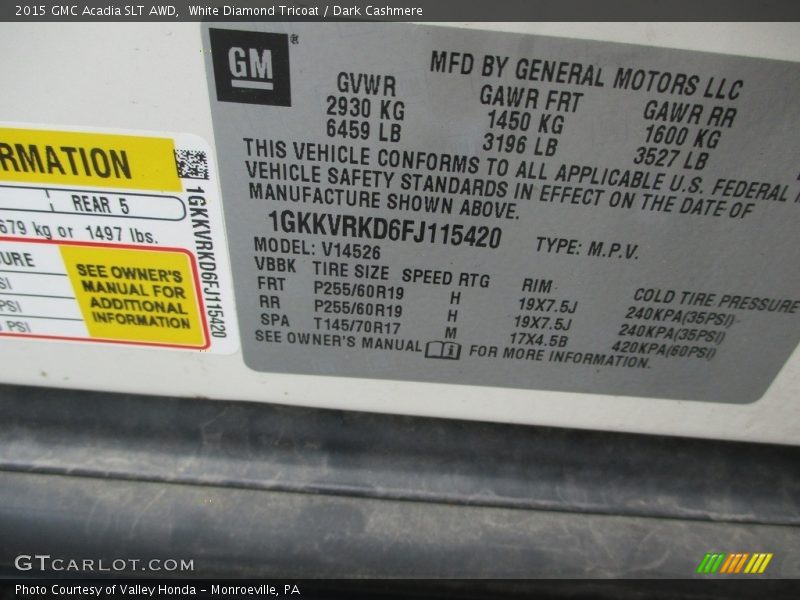 2015 GMC Acadia SLT AWD, White Diamond Tricoat / Dark Cashmere
GM®
MFD BY GENERAL MOTORS LLC
GVWR GAWR FRT GAWR RR
2930 KG 1450 KG 1600 KG
6459 LB 3196 LB 3527 LB
THIS VEHICLE CONFORMS TO ALL APPLICABLE U.S. FEDERAL
VEHICLE SAFETY STANDARDS IN EFFECT ON THE DATE OF
MANUFACTURE SHOWN ABOVE.
1GKKVRKD6FJ115420 TYPE: M.P.V.
MODEL: V14526
VBBK TIRE SIZE SPEED RTG RIM COLD TIRE PRESSURE
FRT P255/60R19 H 19X7.5J 240KPA(35PSI)
RR P255/60R19 H 19X7.5J 240KPA(35PSI)
SPA T145/70R17 M 17X4.5B 420KPA(60PSI)
SEE OWNER'S MANUAL FOR MORE INFORMATION.
RMATION
REAR 5
679 kg or 1497 lbs.
URE
SI
PSI
PSI
SEE OWNER'S
MANUAL FOR
ADDITIONAL
INFORMATION
1GKKVRKD6FJ115420
GTCARLOT.COM
Photo Courtesy of Valley Honda - Monroeville, PA